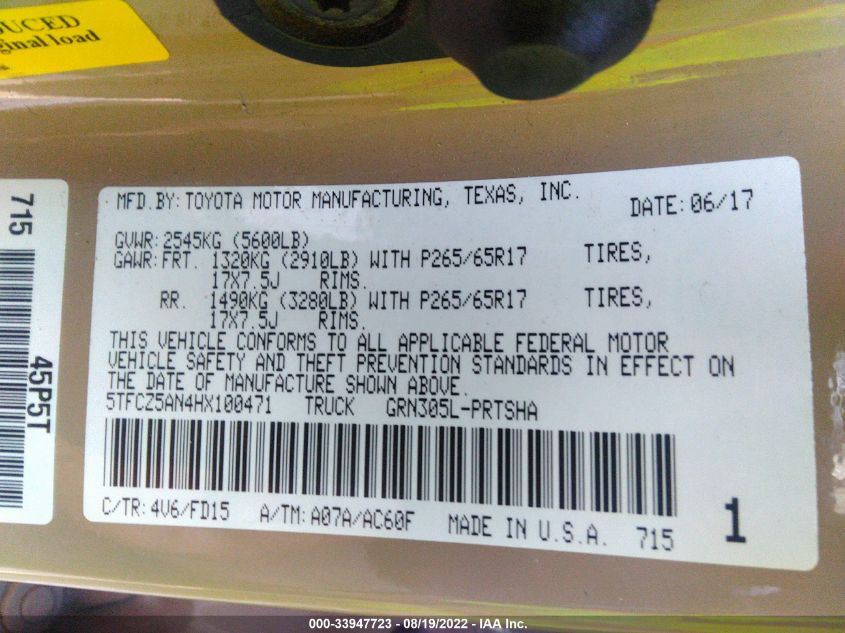 DUCED
ginal load
715
45P5T
MFD.BY:TOYOTA MOTOR MANUFACTURING, TEXAS, INC. DATE:06/17
GVWR:2545KG (5600LB)
GAWR:FRT. 1320KG (2910LB) WITH P265/65R17 TIRES,
17X7.5J RIMS.
RR. 1490KG (3280LB) WITH P265/65R17 TIRES,
17X7.5J RIMS.
THIS VEHICLE CONFORMS TO ALL APPLICABLE FEDERAL MOTOR
VEHICLE SAFETY AND THEFT PREVENTION STANDARDS IN EFFECT ON
THE DATE OF MANUFACTURE SHOWN ABOVE.
5TFCZ5AN4HX100471 TRUCK GRN305L-PRTSHA
C/TR:4V6/FD15 A/TM:A07A/AC60F MADE IN U.S.A. 715 1
000-33947723 - 08/19/2022 - IAA Inc.